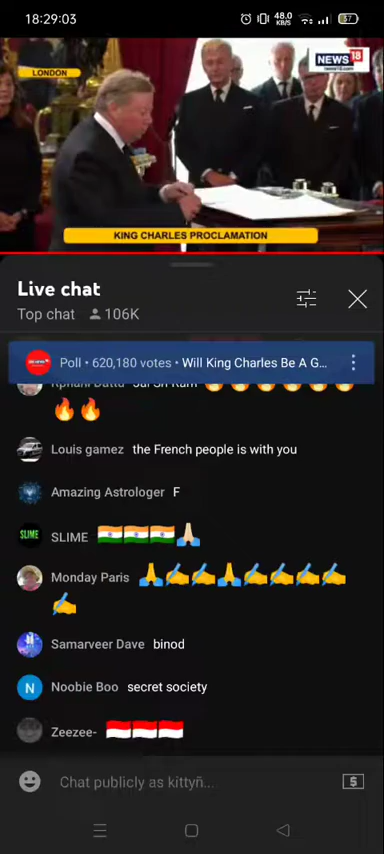 18:29:03
48.0
KB/S
57
LONDON
NEWS 18
news18.com
KING CHARLES PROCLAMATION
Live chat
Top chat 106K
Poll • 620,180 votes • Will King Charles Be A G...
Louis gamez the French people is with you
Amazing Astrologer F
SLIME
SLIME 🇮🇳🇮🇳🇮🇳🙏🏻
Monday Paris 🙏✍️✍️🙏✍️✍️✍️✍️
✍️
Samarveer Dave binod
N
Noobie Boo secret society
Zeezee- 🇮🇩🇮🇩🇮🇩
Chat publicly as kittyñ...